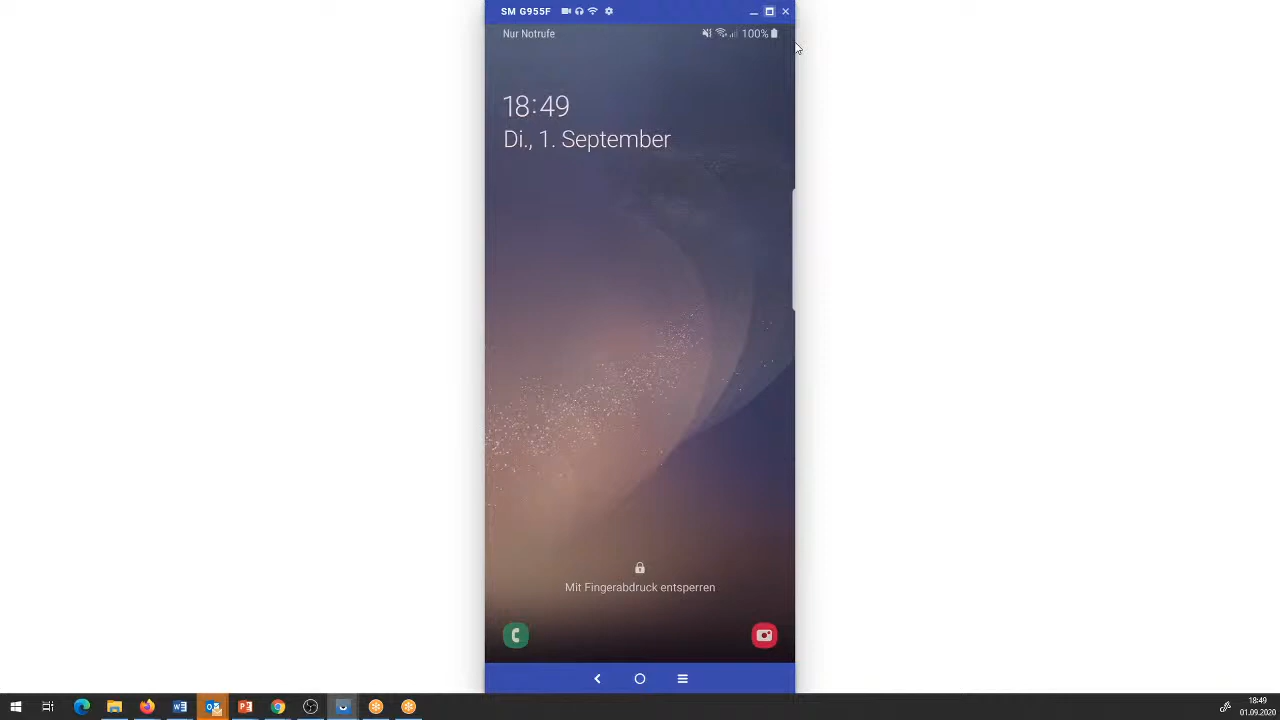 SM G955F
Nur Notrufe
100%
18:49
Di., 1. September
Mit Fingerabdruck entsperren
18:49
01.09.2020